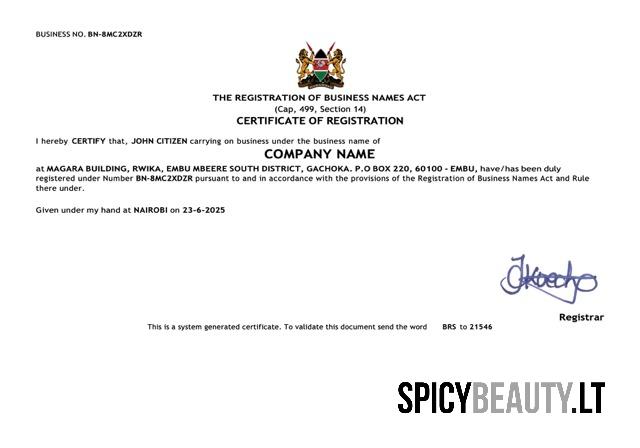 BUSINESS NO. BN-8MC2XDZR
THE REGISTRATION OF BUSINESS NAMES ACT
(Cap, 499, Section 14)
CERTIFICATE OF REGISTRATION
I hereby CERTIFY that, JOHN CITIZEN carrying on business under the business name of
COMPANY NAME
at MAGARA BUILDING, RWIKA, EMBU MBEERE SOUTH DISTRICT, GACHOKA. P.O BOX 220, 60100 - EMBU, have/has been duly
registered under Number BN-8MC2XDZR pursuant to and in accordance with the provisions of the Registration of Business Names Act and Rule
there under.
Given under my hand at NAIROBI on 23-6-2025
Registrar
This is a system generated certificate. To validate this document send the word BRS to 21546
SPICYBEAUTY.LT